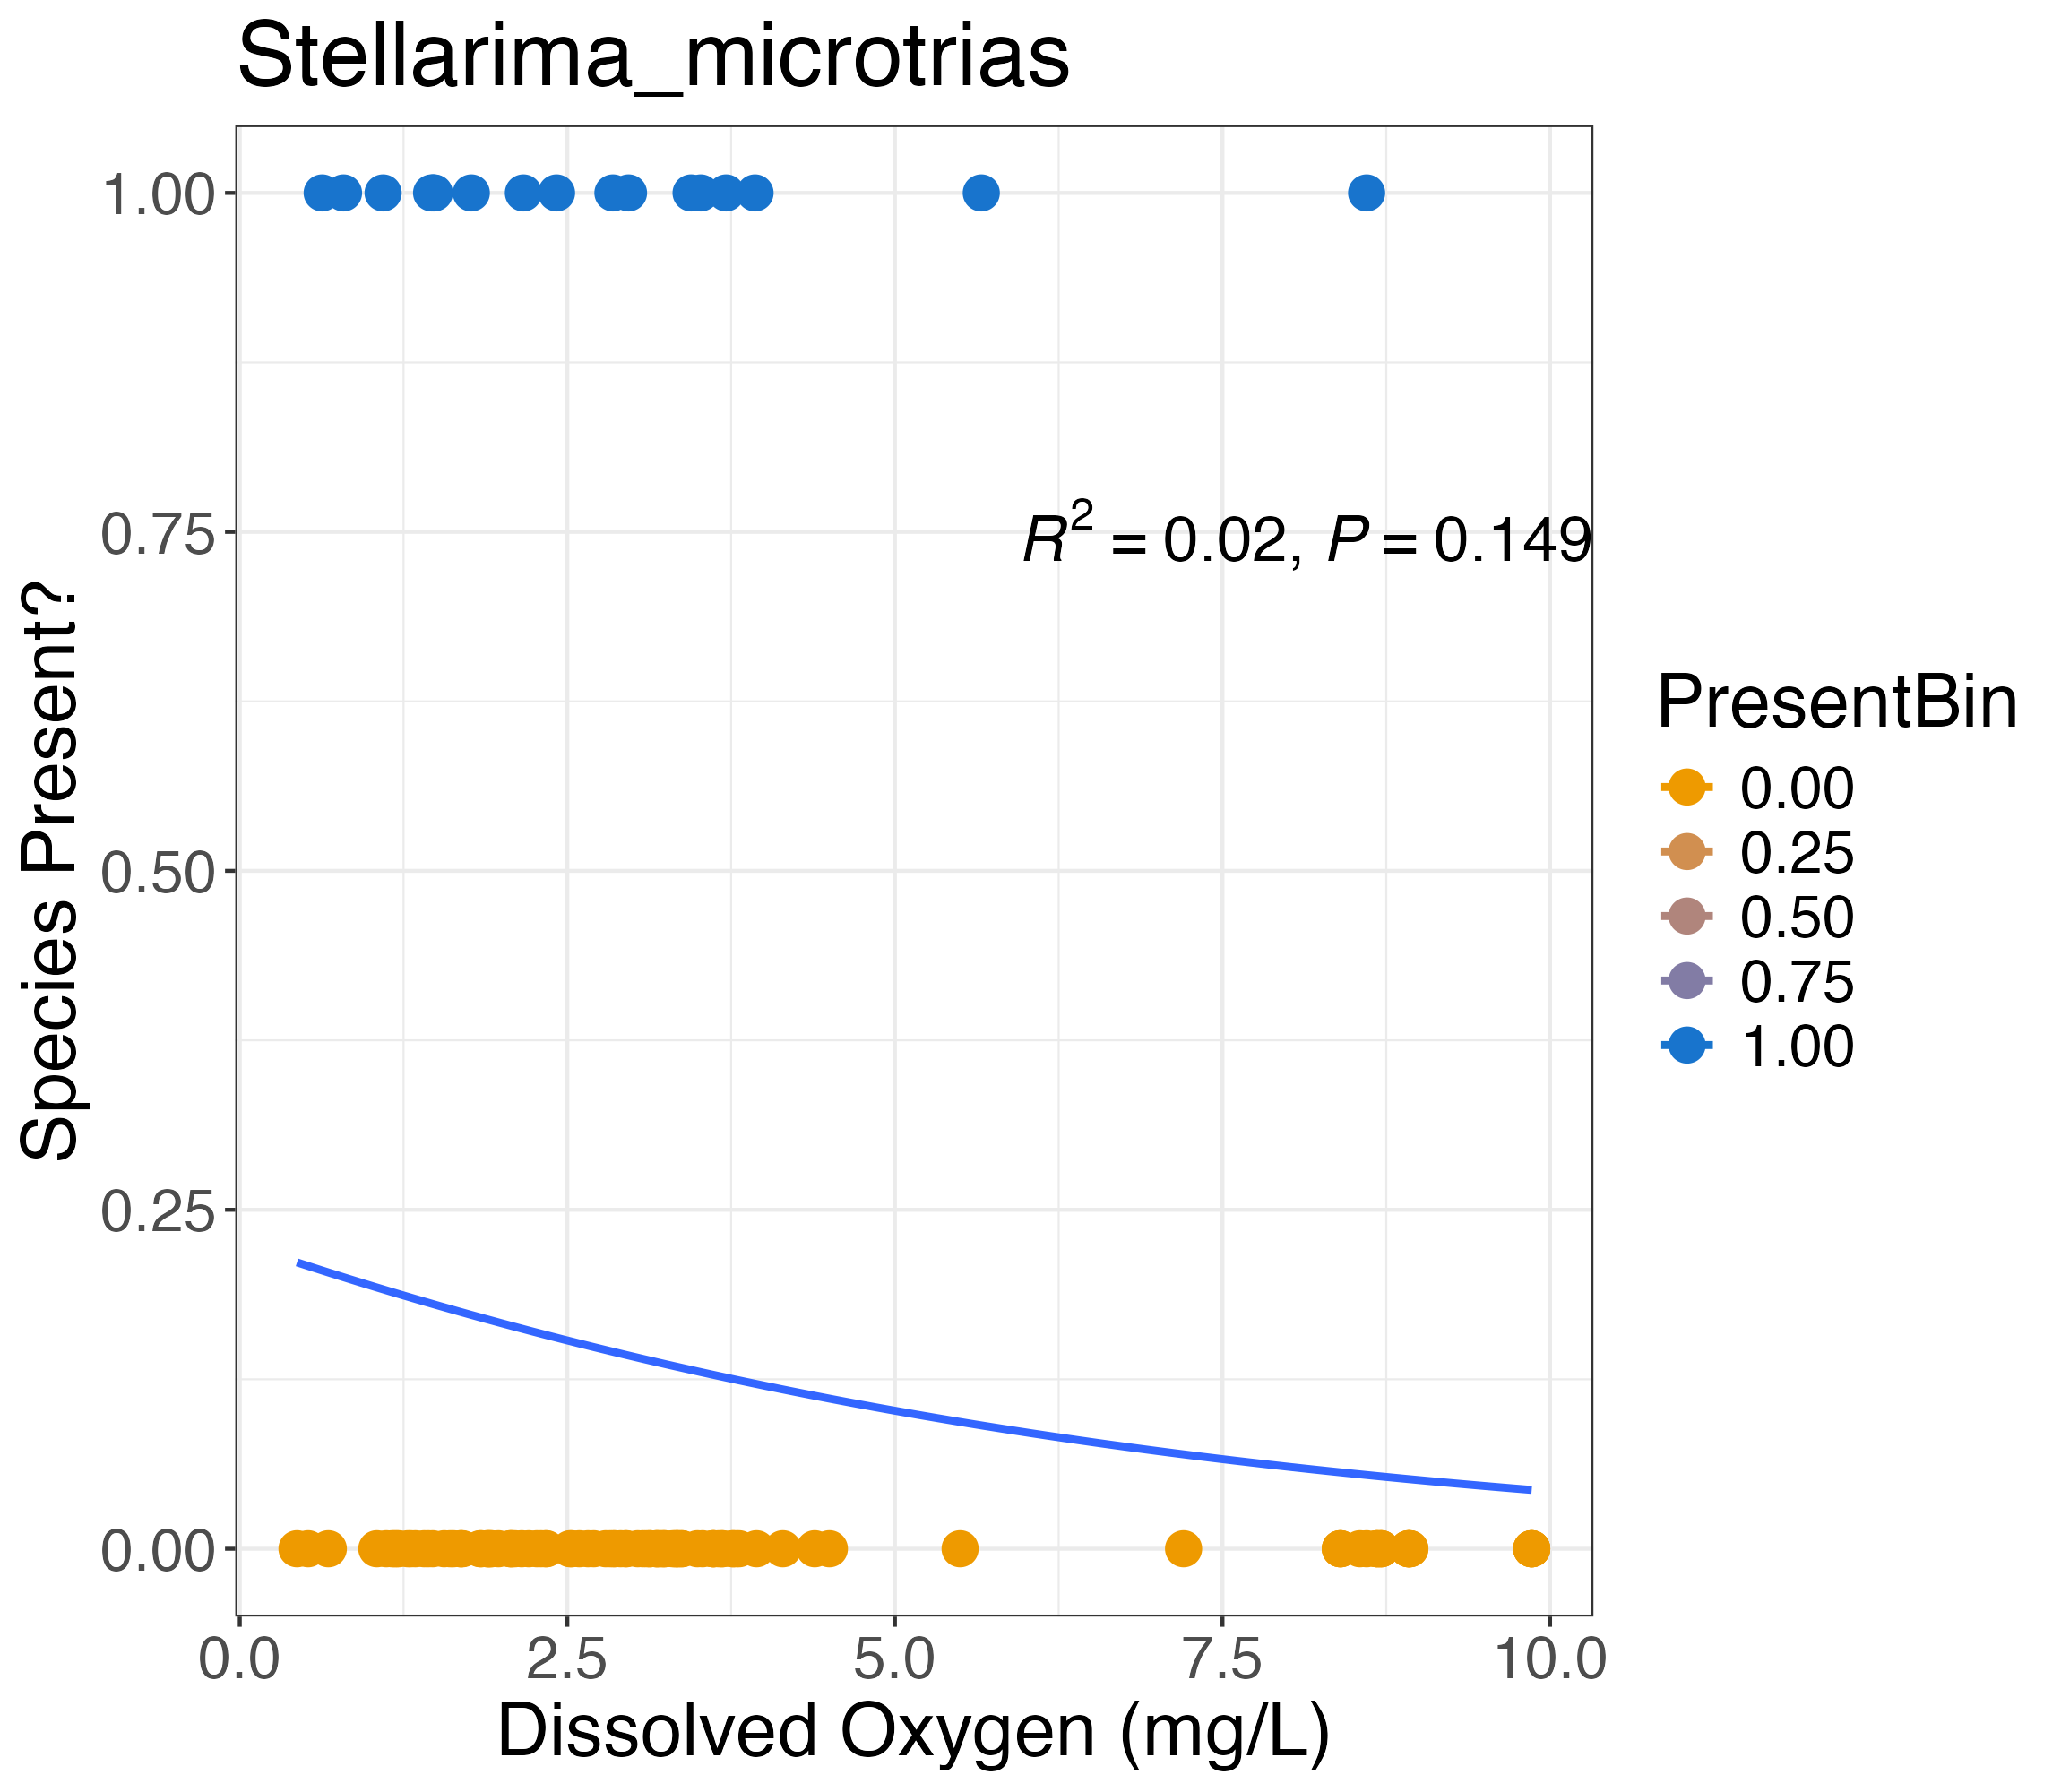 Stellarima_microtrias
1.00
0.75
0.50
0.25
0.00
Species Present?
R² = 0.02, P = 0.149
0.0 2.5 5.0 7.5 10.0
Dissolved Oxygen (mg/L)
PresentBin
0.00
0.25
0.50
0.75
1.00